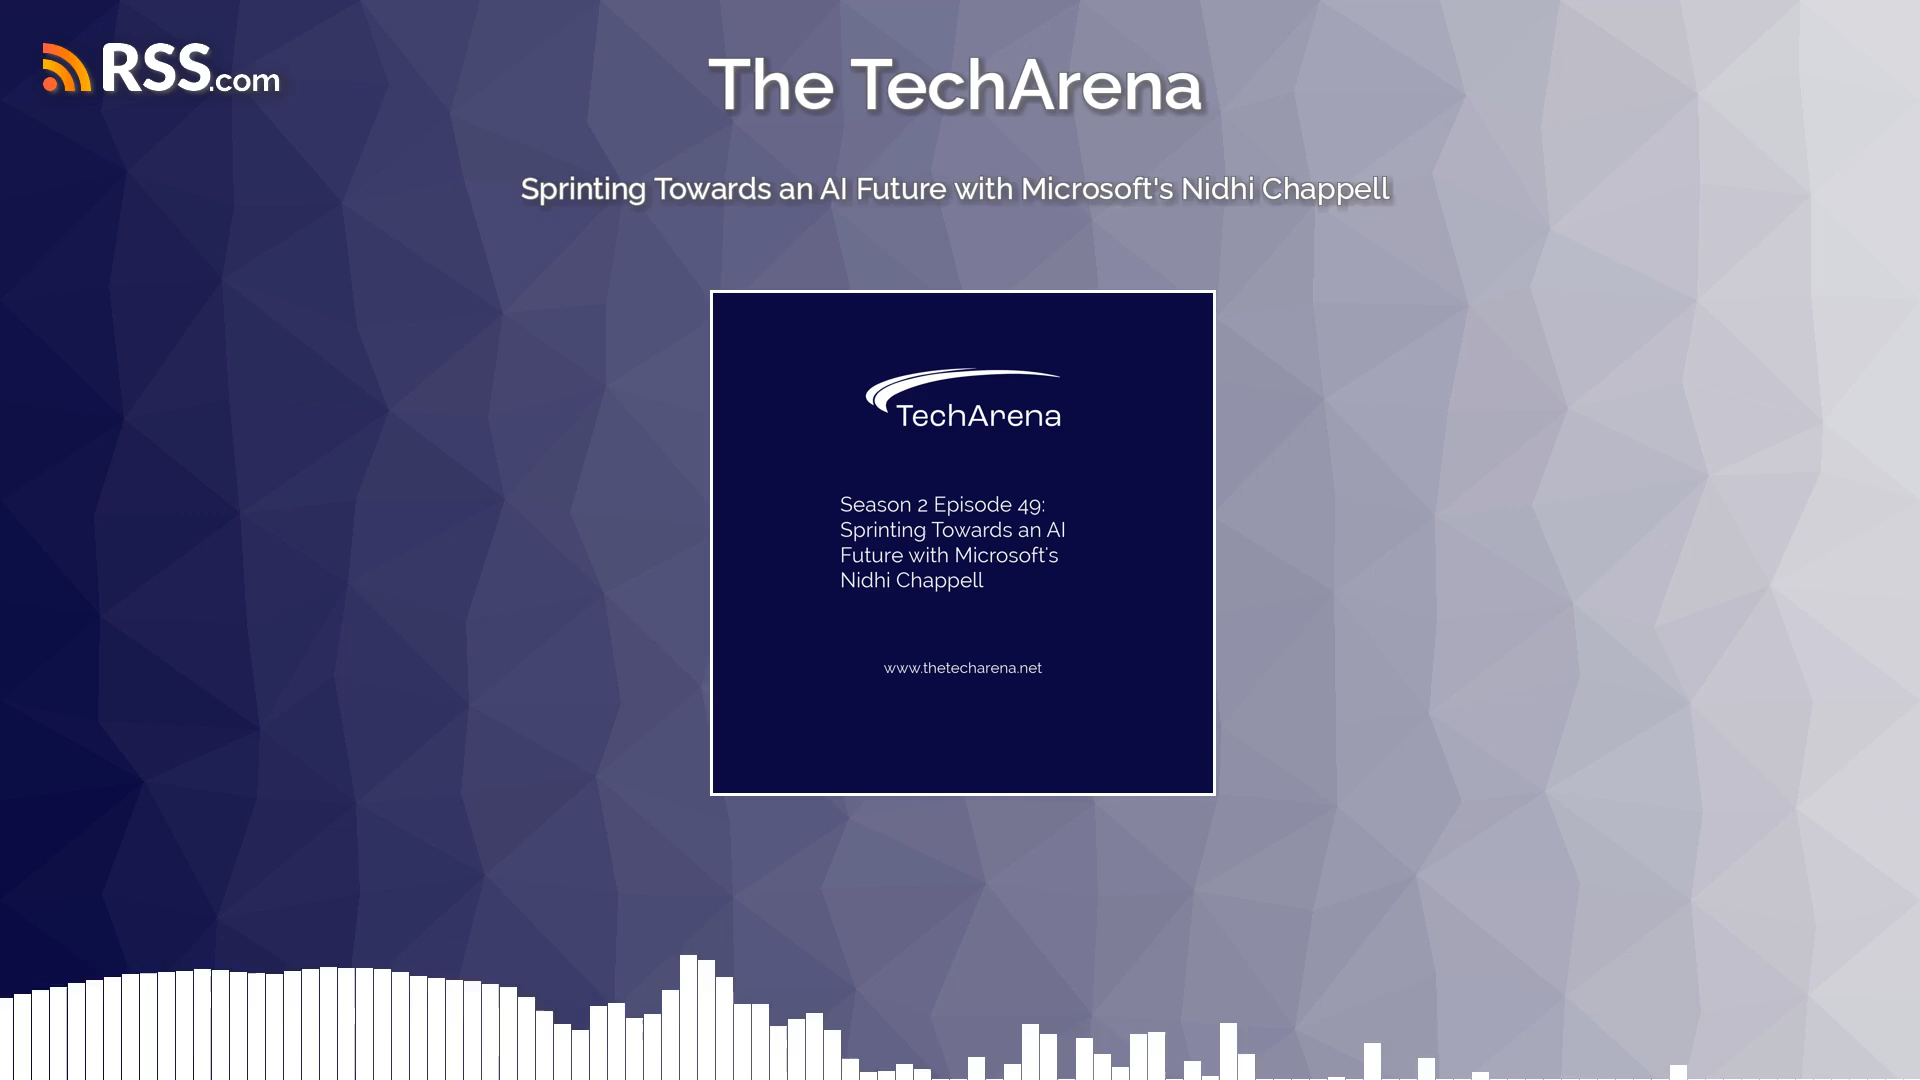 RSS.com
The TechArena
Sprinting Towards an AI Future with Microsoft's Nidhi Chappell
TechArena
Season 2 Episode 49:
Sprinting Towards an AI
Future with Microsoft's
Nidhi Chappell
www.thetecharena.net